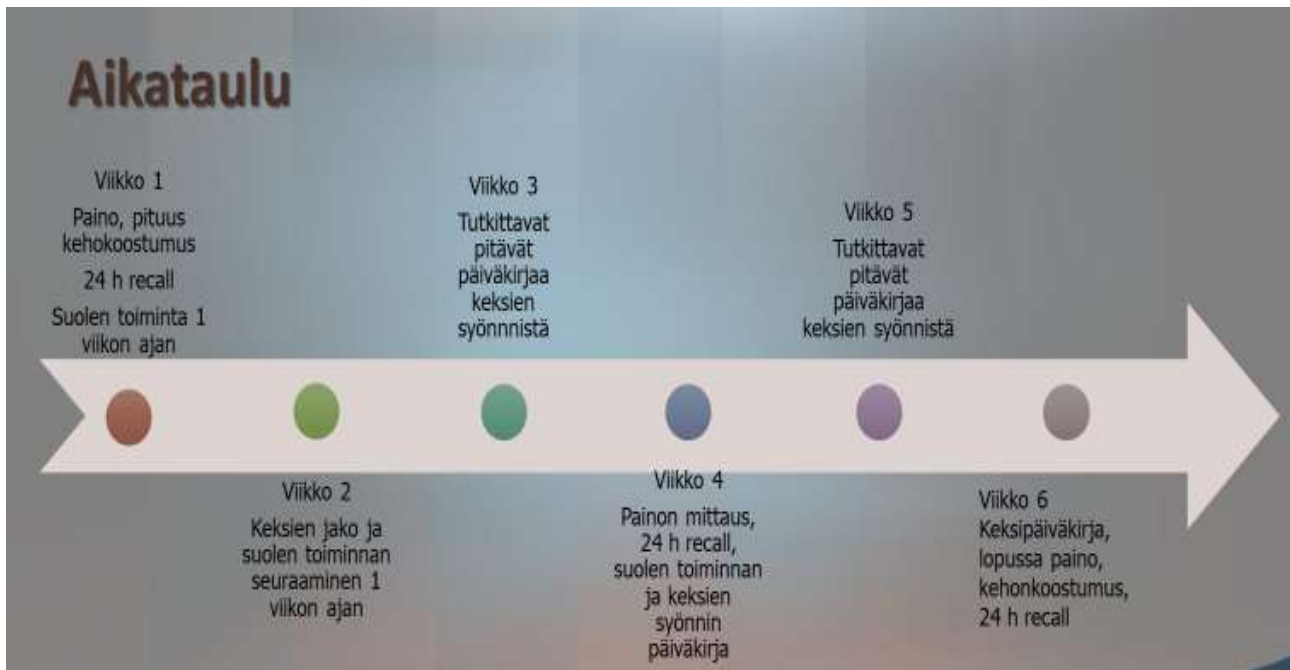 Aikataulu
Viikko 1
Paino, pituus
kehokoostumus
24 h recall
Suolen toiminta 1
viikon ajan
Viikko 2
Keksien jako ja
suolen toiminnan
seuraaminen 1
viikon ajan
Viikko 3
Tutkittavat
pitävät
päiväkirjaa
keksien
syönnnistä
Viikko 4
Painon mittaus,
24 h recall,
suolen toiminnan
ja keksien
syönnin
päiväkirja
Viikko 5
Tutkittavat
pitävät
päiväkirjaa
keksien syönnistä
Viikko 6
Keksipäiväkirja,
lopussa paino,
kehonkoostumus,
24 h recall